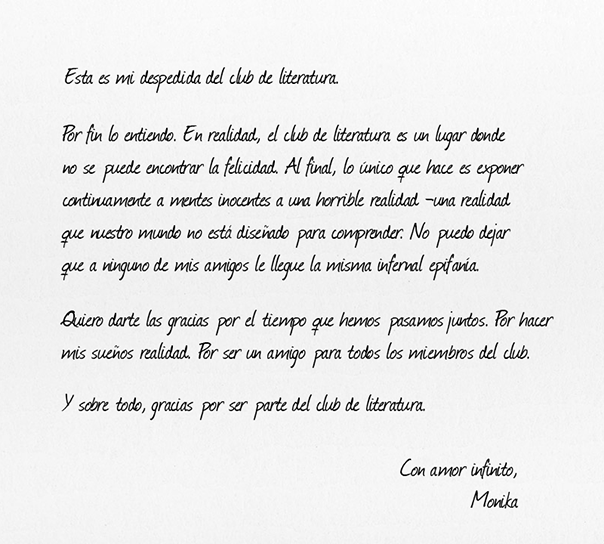 Esta es mi despedida del club de literatura.
Por fin lo entiendo. En realidad, el club de literatura es un lugar donde
no se puede encontrar la felicidad. Al final, lo único que hace es exponer
continuamente a mentes inocentes a una horrible realidad -una realidad
que nuestro mundo no está diseñado para comprender. No puedo dejar
que a ninguno de mis amigos le llegue la misma infernal epifanía.
Quiero darte las gracias por el tiempo que hemos pasamos juntos. Por hacer
mis sueños realidad. Por ser un amigo para todos los miembros del club.
Y sobre todo, gracias por ser parte del club de literatura.
Con amor infinito,
Monika